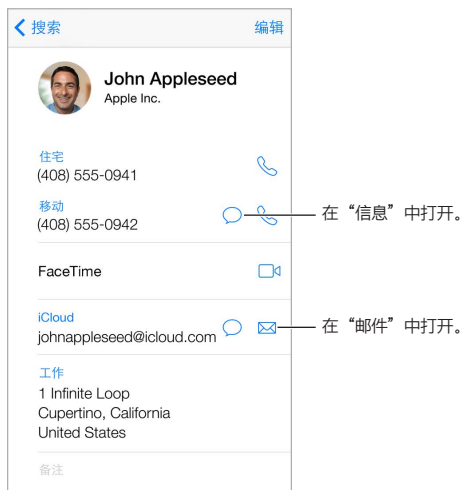 搜索 编辑
John Appleseed
Apple Inc.
住宅
(408) 555-0941
移动
(408) 555-0942
在“信息”中打开。
FaceTime
iCloud
johnappleseed@icloud.com
在“邮件”中打开。
工作
1 Infinite Loop
Cupertino, California
United States
备注